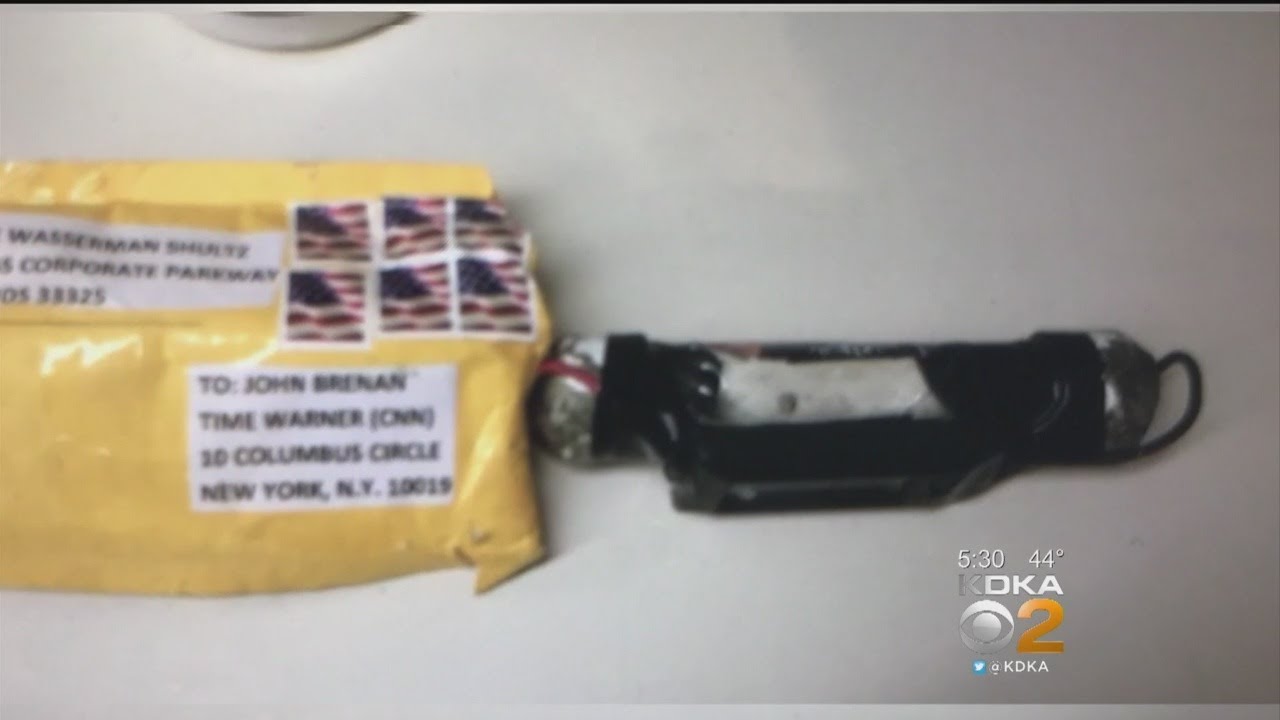 WASSERMAN SHULTZ
CORPORATE PARKWAY
33325
TO: JOHN BRENAN
TIME WARNER (CNN)
10 COLUMBUS CIRCLE
NEW YORK, N.Y. 10019
5:30 44°
KDKA
2
@KDKA